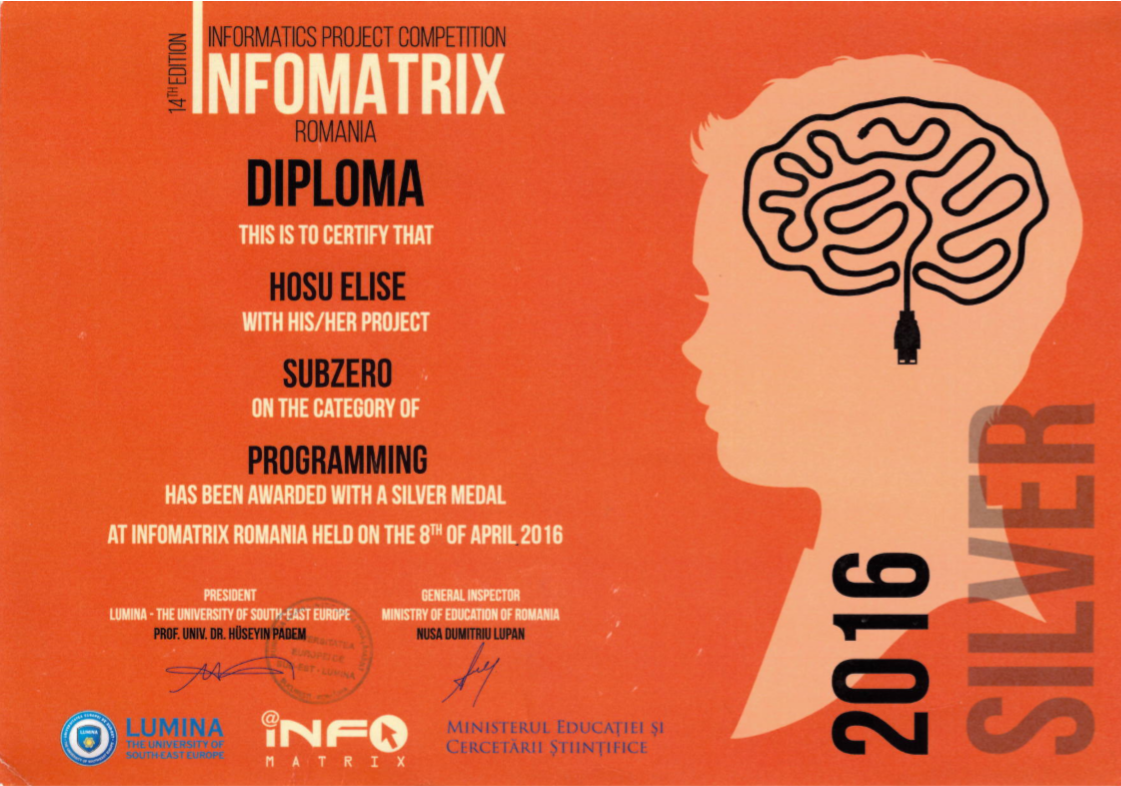 14TH EDITION
INFORMATICS PROJECT COMPETITION
INFOMATRIX
ROMANIA
DIPLOMA
THIS IS TO CERTIFY THAT
HOSU ELISE
WITH HIS/HER PROJECT
SUBZERO
ON THE CATEGORY OF
PROGRAMMING
HAS BEEN AWARDED WITH A SILVER MEDAL
AT INFOMATRIX ROMANIA HELD ON THE 8TH OF APRIL 2016
PRESIDENT
LUMINA - THE UNIVERSITY OF SOUTH-EAST EUROPE
PROF. UNIV. DR. HÜSEYIN PADEM
GENERAL INSPECTOR
MINISTRY OF EDUCATION OF ROMANIA
NUSA DUMITRIU LUPAN
LUMINA
LUMINA
THE UNIVERSITY OF
SOUTH-EAST EUROPE
@INFO
MATRIX
MINISTERUL EDUCAȚIEI ȘI
CERCETĂRII ȘTIINȚIFICE
2016
SILVER